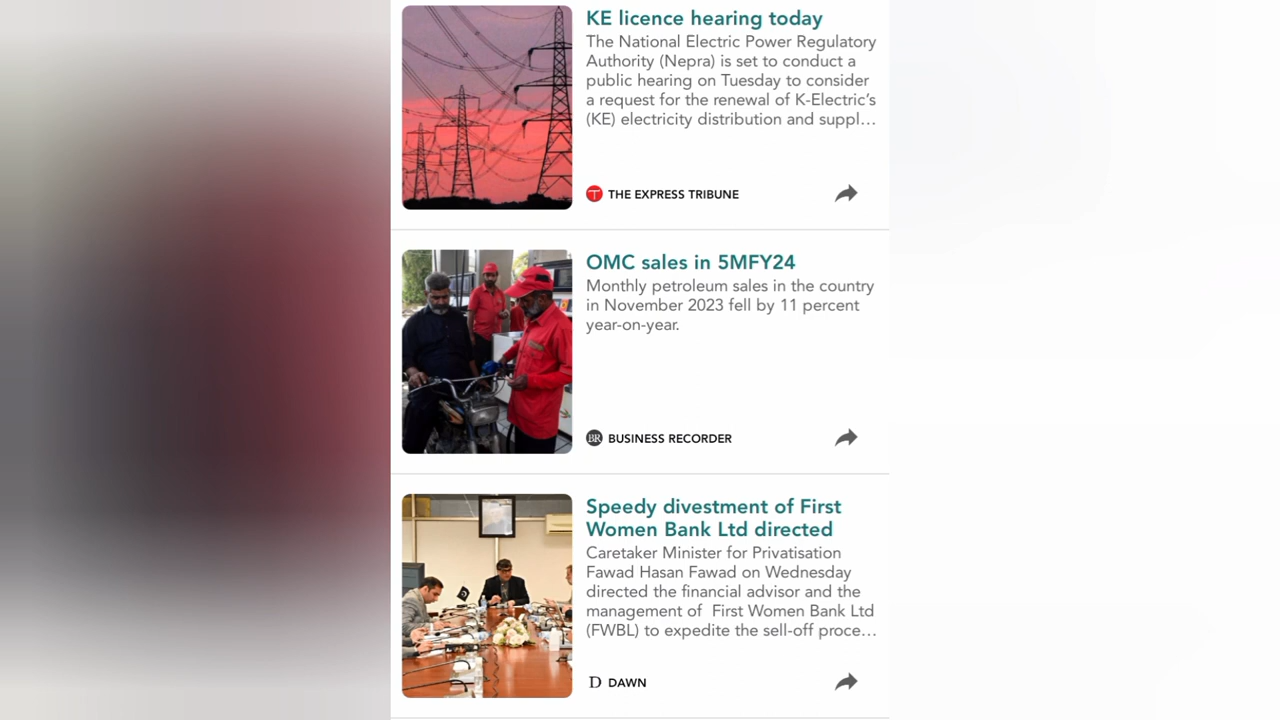 KE licence hearing today
The National Electric Power Regulatory
Authority (Nepra) is set to conduct a
public hearing on Tuesday to consider
a request for the renewal of K-Electric’s
(KE) electricity distribution and suppl…
THE EXPRESS TRIBUNE
OMC sales in 5MFY24
Monthly petroleum sales in the country
in November 2023 fell by 11 percent
year-on-year.
BR BUSINESS RECORDER
Speedy divestment of First
Women Bank Ltd directed
Caretaker Minister for Privatisation
Fawad Hasan Fawad on Wednesday
directed the financial advisor and the
management of First Women Bank Ltd
(FWBL) to expedite the sell-off proce…
D DAWN